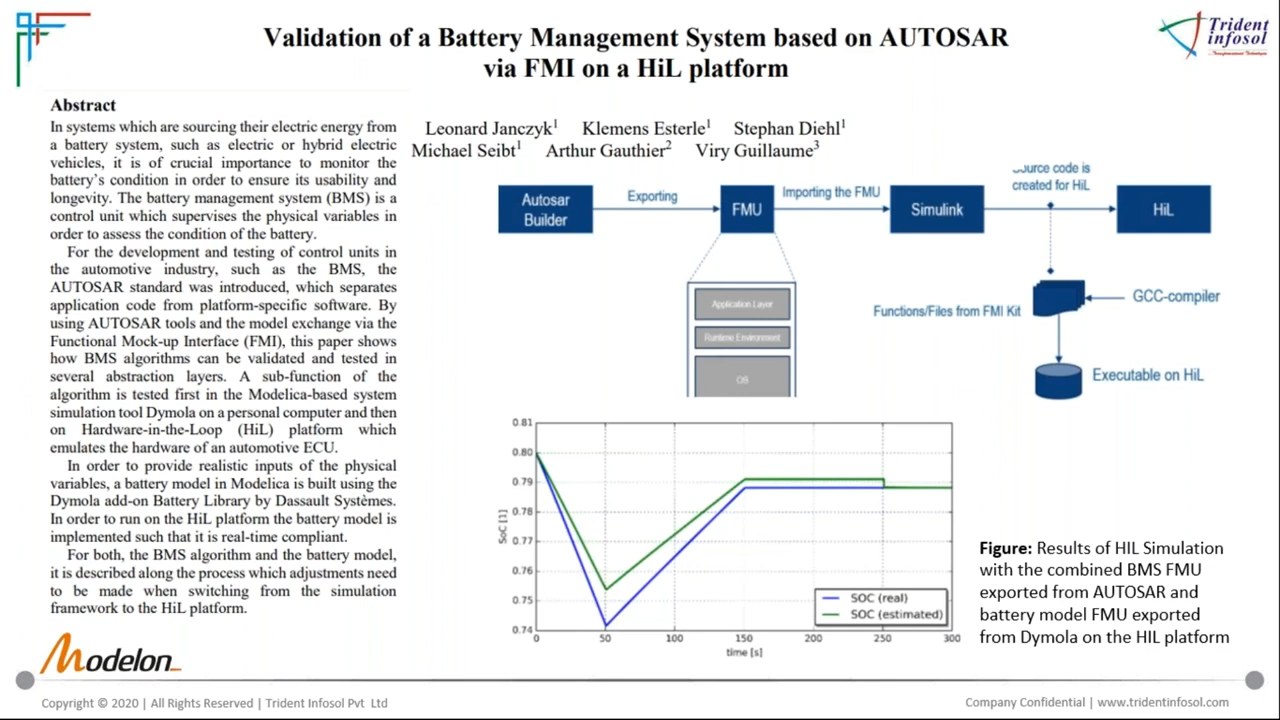 Validation of a Battery Management System based on AUTOSAR
via FMI on a HiL platform
Trident
infosol
Abstract
In systems which are sourcing their electric energy from
a battery system, such as electric or hybrid electric
vehicles, it is of crucial importance to monitor the
battery's condition in order to ensure its usability and
longevity. The battery management system (BMS) is a
control unit which supervises the physical variables in
order to assess the condition of the battery.
For the development and testing of control units in
the automotive industry, such as the BMS, the
AUTOSAR standard was introduced, which separates
application code from platform-specific software. By
using AUTOSAR tools and the model exchange via the
Functional Mock-up Interface (FMI), this paper shows
how BMS algorithms can be validated and tested in
several abstraction layers. A sub-function of the
algorithm is tested first in the Modelica-based system
simulation tool Dymola on a personal computer and then
on Hardware-in-the-Loop (HiL) platform which
emulates the hardware of an automotive ECU.
In order to provide realistic inputs of the physical
variables, a battery model in Modelica is built using the
Dymola add-on Battery Library by Dassault Systèmes.
In order to run on the HiL platform the battery model is
implemented such that it is real-time compliant.
For both, the BMS algorithm and the battery model,
it is described along the process which adjustments need
to be made when switching from the simulation
framework to the HiL platform.
Leonard Janczyk¹ Klemens Esterle¹ Stephan Diehl¹
Michael Seibt¹ Arthur Gauthier² Viry Guillaume³
Autosar
Builder
Exporting
FMU
Importing the FMU
Simulink
source code is
created for HiL
HiL
Application Layer
Runtime Environment
OS
Functions/Files from FMI Kit
GCC-compiler
Executable on HiL
0.81
0.80
0.79
0.78
0.77
0.76
0.75
0.74
SoC [1]
0 50 100 150 200 250 300
time [s]
SOC (real)
SOC (estimated)
Figure: Results of HIL Simulation
with the combined BMS FMU
exported from AUTOSAR and
battery model FMU exported
from Dymola on the HIL platform
Modelon
Copyright © 2020 | All Rights Reserved | Trident Infosol Pvt Ltd
Company Confidential | www.tridentinfosol.com